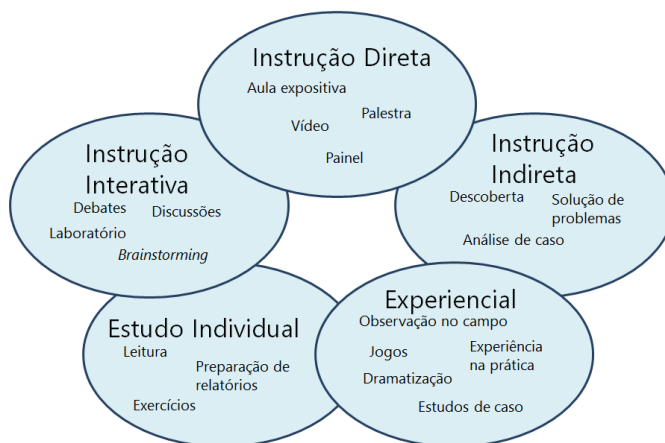 Instrução Direta
Aula expositiva
Palestra
Vídeo
Painel
Instrução
Interativa
Debates
Discussões
Laboratório
Brainstorming
Instrução
Indireta
Descoberta
Solução de
problemas
Análise de caso
Estudo Individual
Leitura
Preparação de
relatórios
Exercícios
Experiencial
Observação no campo
Jogos
Experiência
na prática
Dramatização
Estudos de caso